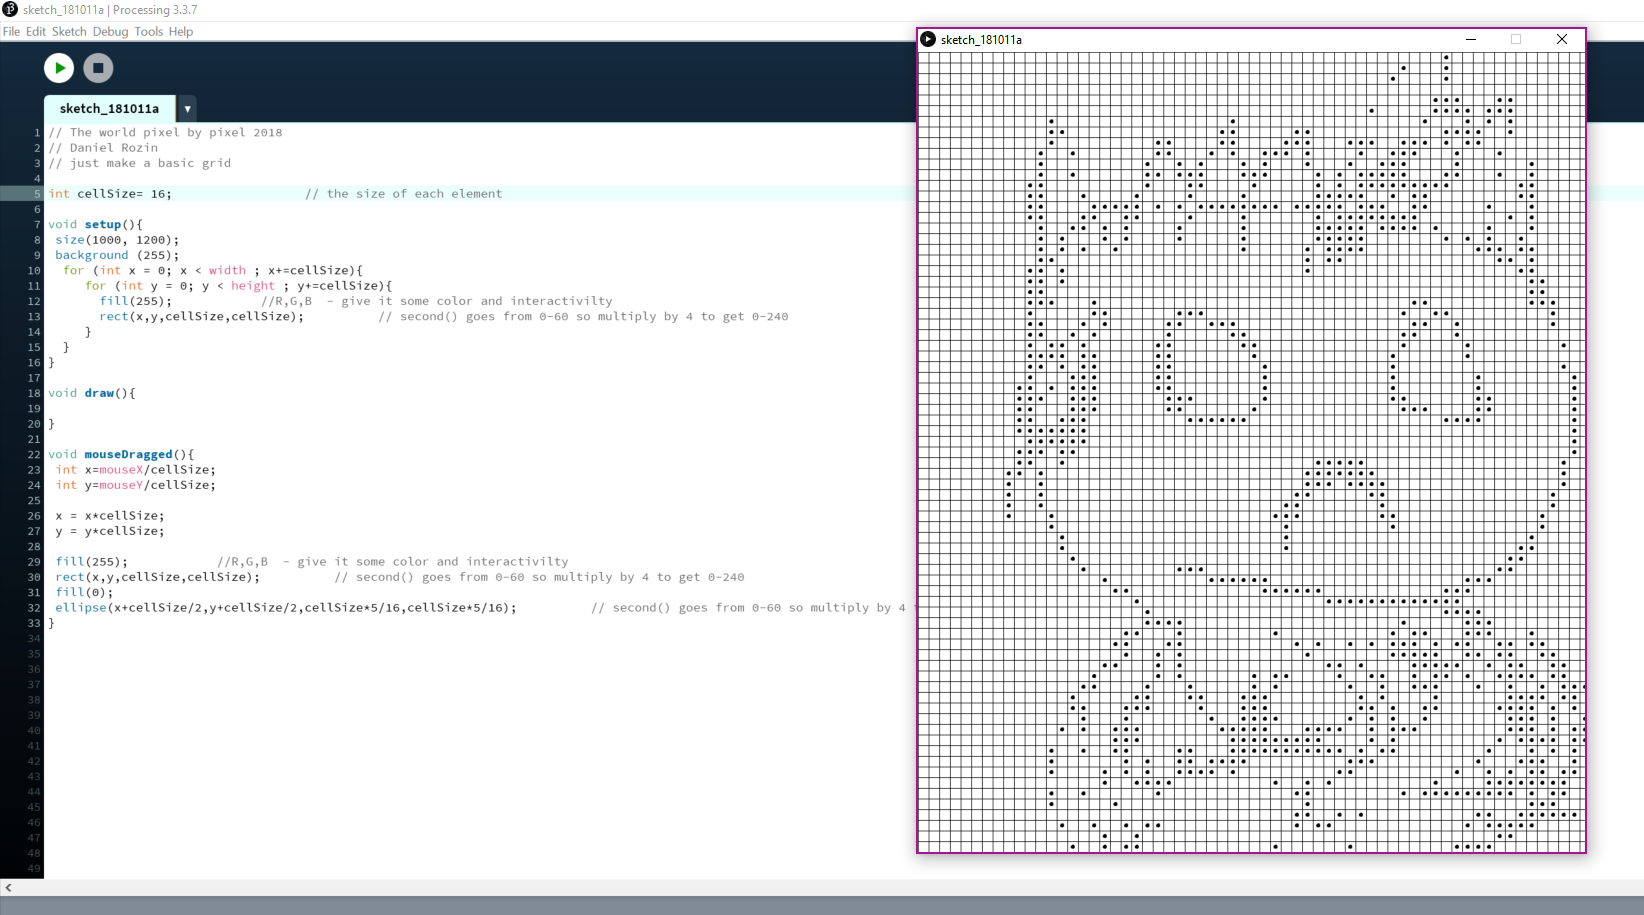 sketch_181011a | Processing 3.3.7
File Edit Sketch Debug Tools Help
sketch_181011a
sketch_181011a
1 // The world pixel by pixel 2018
2 // Daniel Rozin
3 // just make a basic grid
4
5 int cellSize= 16; // the size of each element
6
7 void setup(){
8 size(1000, 1200);
9 background (255);
10 for (int x = 0; x < width ; x+=cellSize){
11 for (int y = 0; y < height ; y+=cellSize){
12 fill(255); //R,G,B - give it some color and interactivilty
13 rect(x,y,cellSize,cellSize); // second() goes from 0-60 so multiply by 4 to get 0-240
14 }
15 }
16 }
17
18 void draw(){
19
20 }
21
22 void mouseDragged(){
23 int x=mouseX/cellSize;
24 int y=mouseY/cellSize;
25
26 x = x*cellSize;
27 y = y*cellSize;
28
29 fill(255); //R,G,B - give it some color and interactivilty
30 rect(x,y,cellSize,cellSize); // second() goes from 0-60 so multiply by 4 to get 0-240
31 fill(0);
32 ellipse(x+cellSize/2,y+cellSize/2,cellSize*5/16,cellSize*5/16); // second() goes from 0-60 so multiply by 4
33 }
34
35
36
37
38
39
40
41
42
43
44
45
46
47
48
49